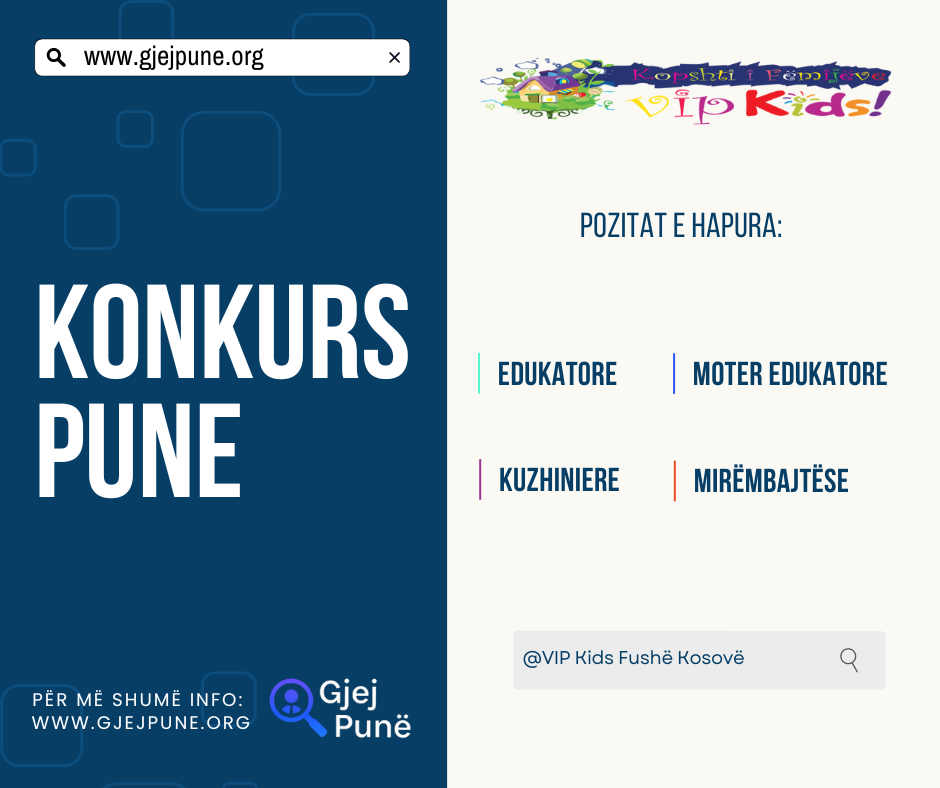 www.gjejpune.org
KONKURS
PUNE
PËR MË SHUMË INFO:
WWW.GJEJPUNE.ORG
Gjej
Punë
Kopshti i Fëmijëve
Vip Kids!
POZITAT E HAPURA:
EDUKATORE
MOTER EDUKATORE
KUZHINIERE
MIRËMBAJTËSE
@VIP Kids Fushë Kosovë